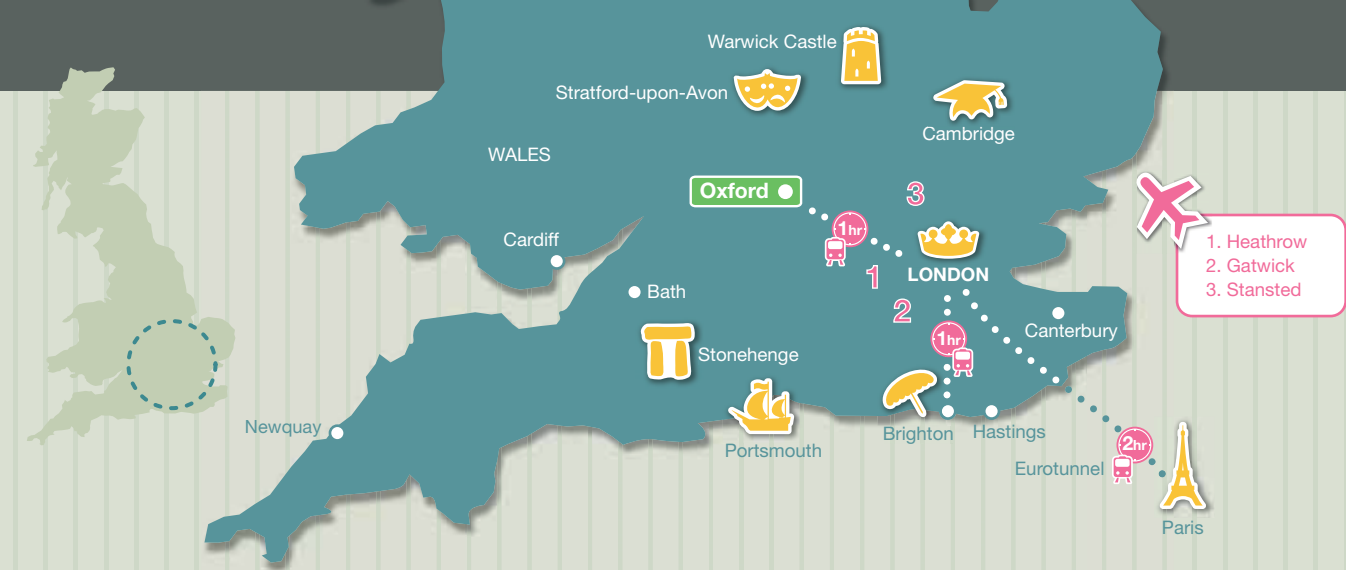 Warwick Castle
Stratford-upon-Avon
Cambridge
WALES
Oxford
3
1hr
Cardiff
LONDON
1
1. Heathrow
2. Gatwick
3. Stansted
Bath
2
Canterbury
1hr
Stonehenge
Newquay
Portsmouth
Brighton
Hastings
2hr
Eurotunnel
Paris